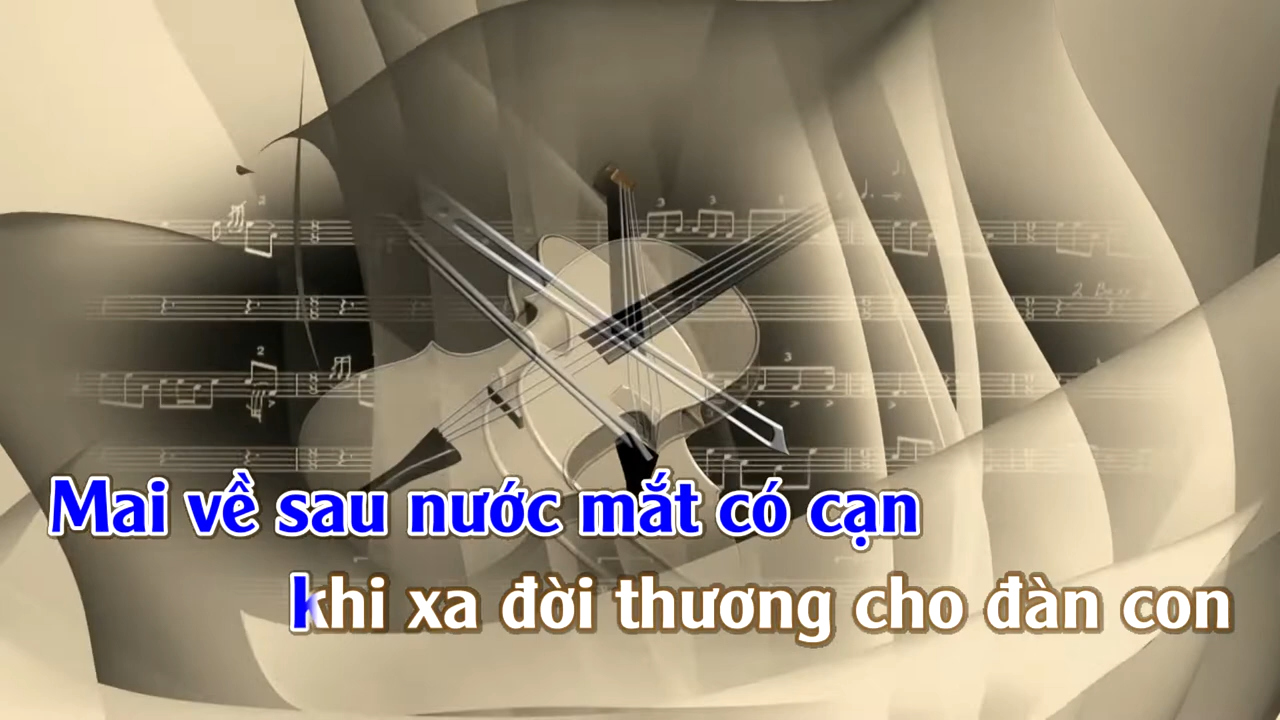 Mai về sau nước mắt có cạn
khi xa đời thương cho đàn con